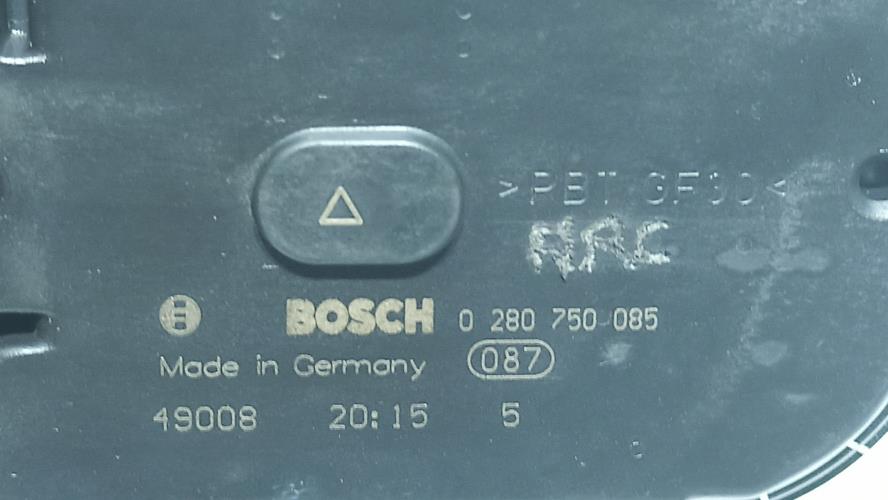 >PBT GF30<
BOSCH 0 280 750 085
Made in Germany 087
49008 20:15 5